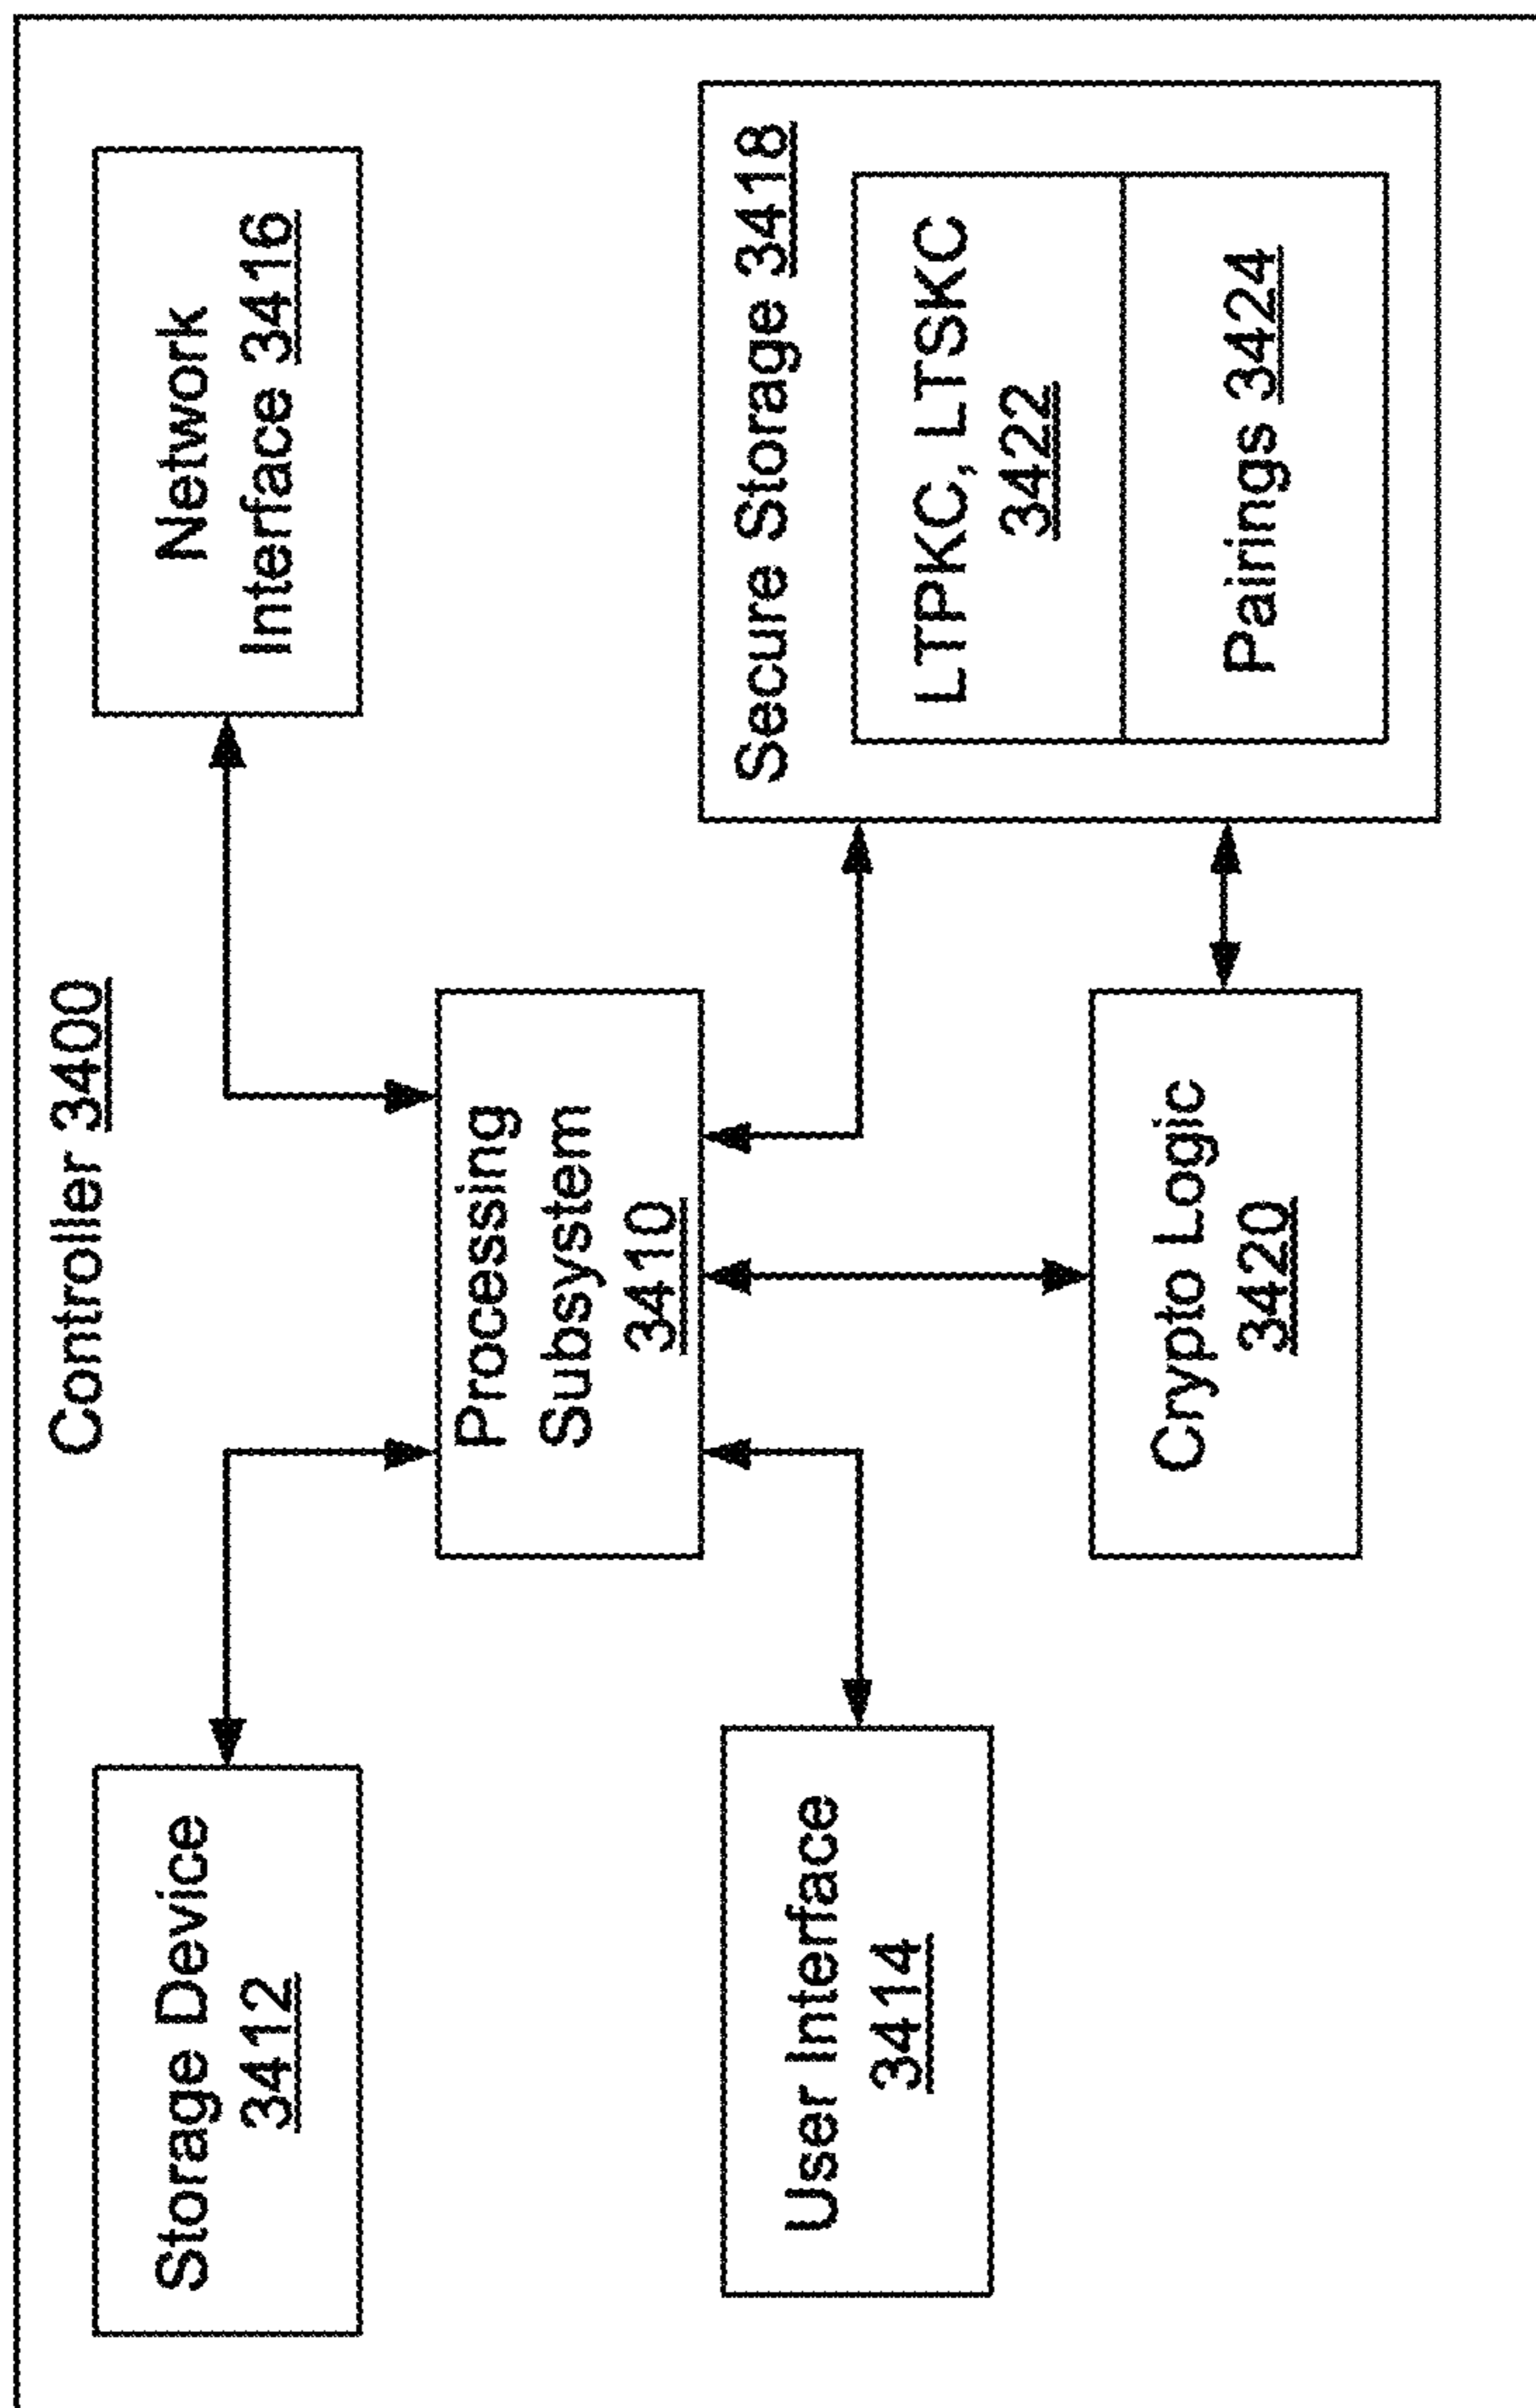 Controller 3400
Storage Device
3412
Network
Interface 3416
Processing
Subsystem
3410
User Interface
3414
Secure Storage 3418
LTPKC, LTSKC
3422
Pairings 3424
Crypto Logic
3420